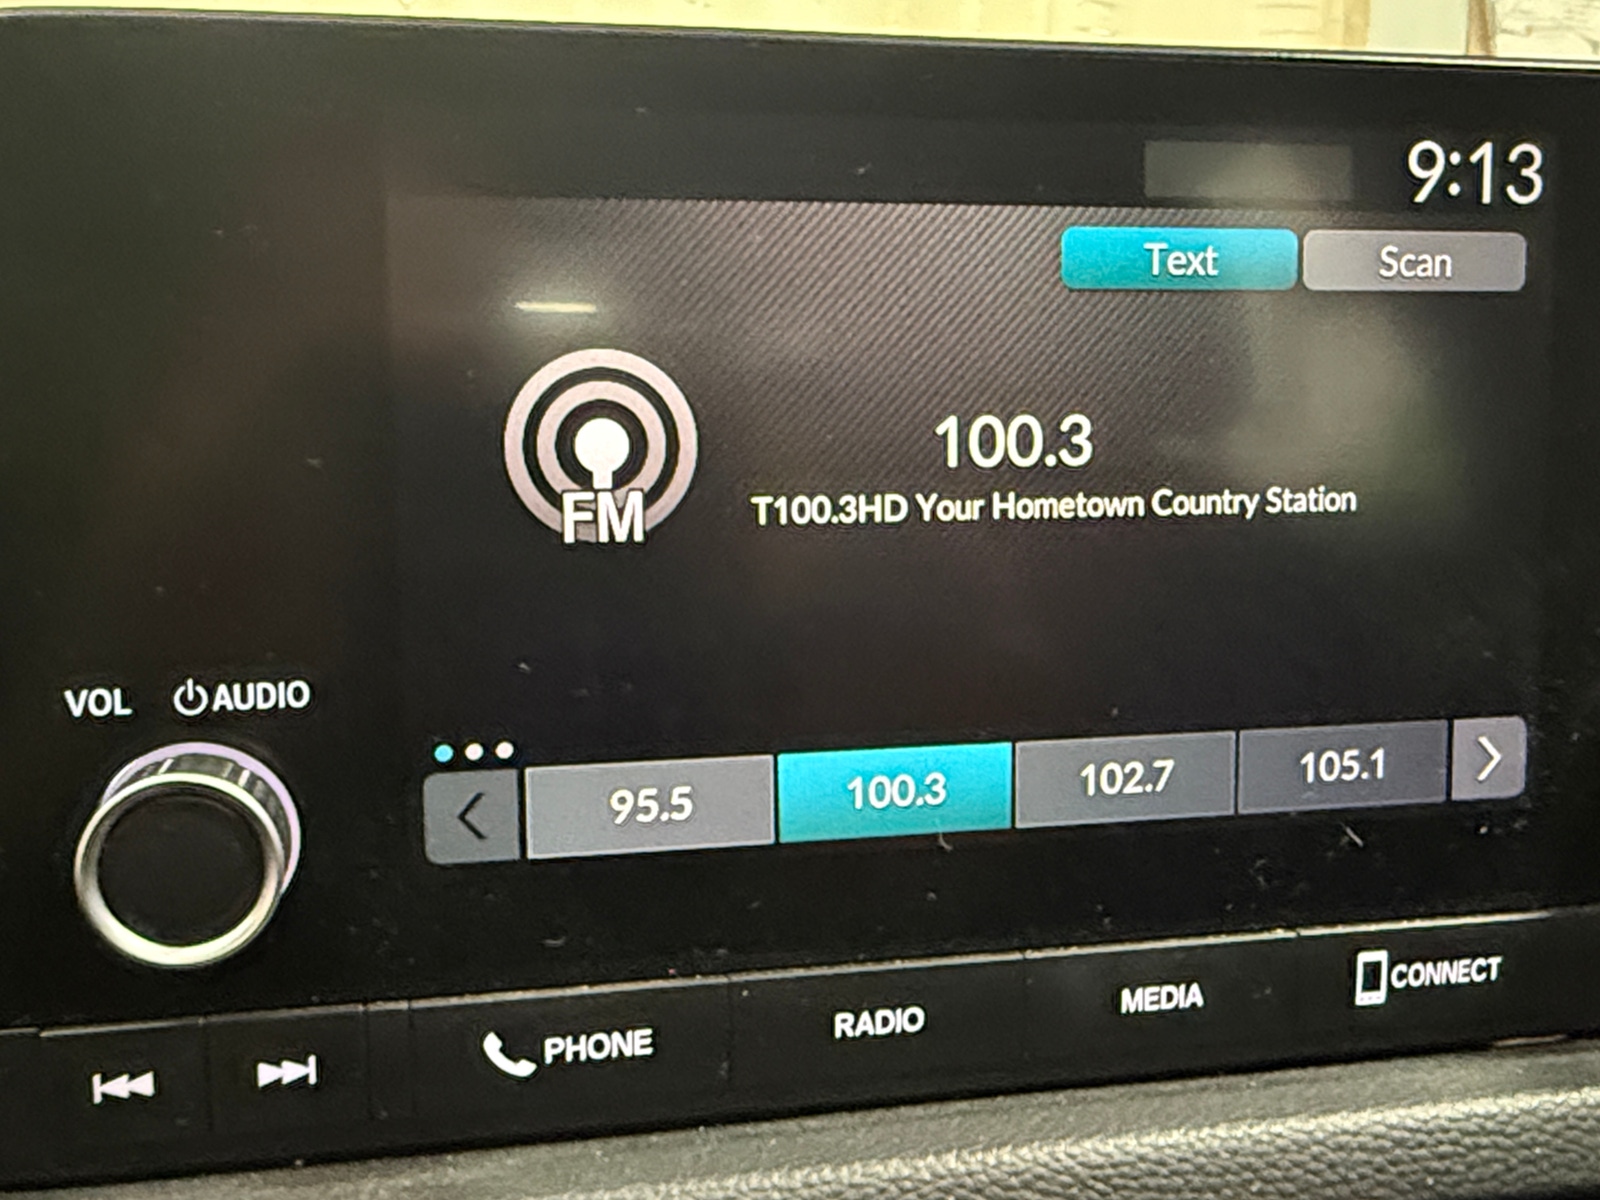 9:13
Text Scan
FM
100.3
T100.3HD Your Hometown Country Station
VOL AUDIO
95.5 100.3 102.7 105.1
PHONE RADIO MEDIA CONNECT